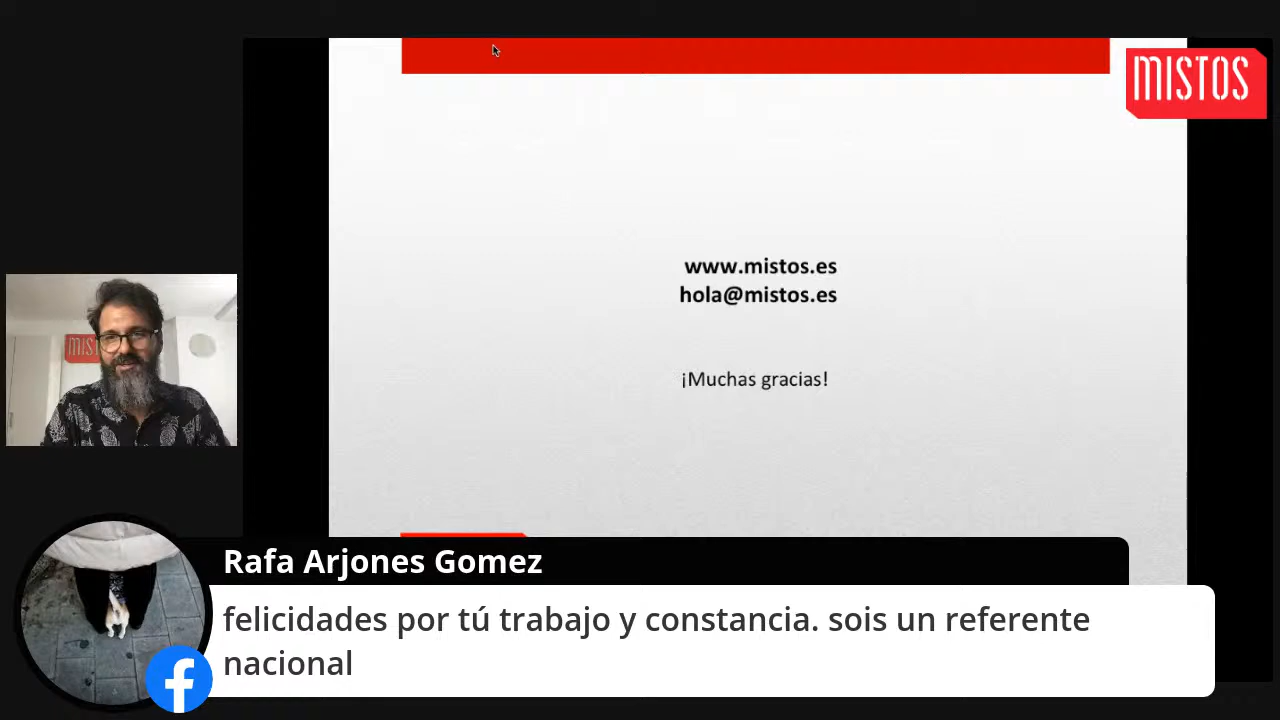 MISTOS
www.mistos.es
hola@mistos.es
MIST
¡Muchas gracias!
Rafa Arjones Gomez
felicidades por tú trabajo y constancia. sois un referente
nacional